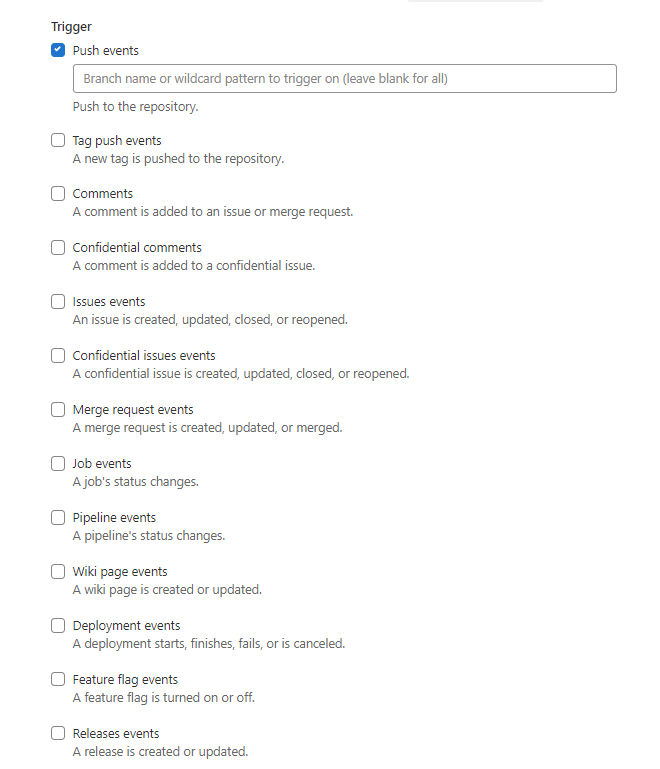 Trigger
Push events
Branch name or wildcard pattern to trigger on (leave blank for all)
Push to the repository.
Tag push events
A new tag is pushed to the repository.
Comments
A comment is added to an issue or merge request.
Confidential comments
A comment is added to a confidential issue.
Issues events
An issue is created, updated, closed, or reopened.
Confidential issues events
A confidential issue is created, updated, closed, or reopened.
Merge request events
A merge request is created, updated, or merged.
Job events
A job's status changes.
Pipeline events
A pipeline's status changes.
Wiki page events
A wiki page is created or updated.
Deployment events
A deployment starts, finishes, fails, or is canceled.
Feature flag events
A feature flag is turned on or off.
Releases events
A release is created or updated.